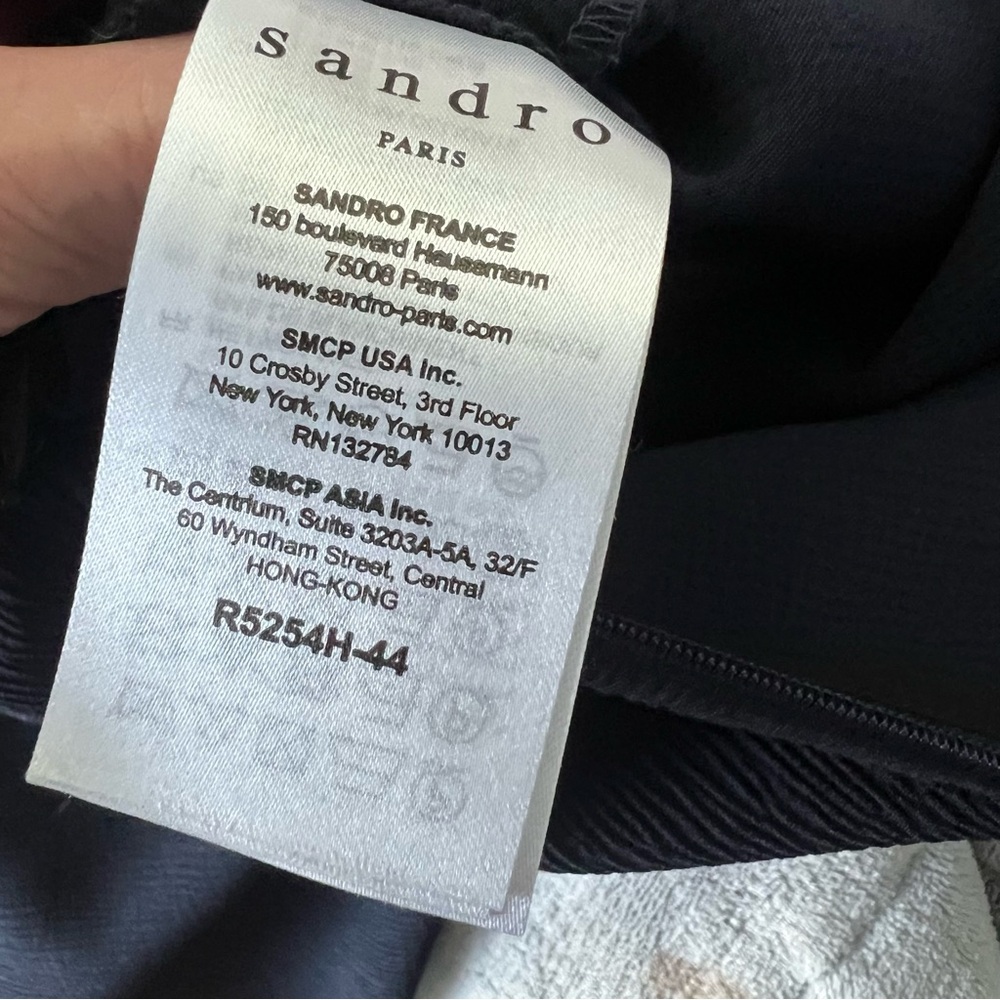 sandro
PARIS
SANDRO FRANCE
150 boulevard Haussmann
75008 Paris
www.sandro-paris.com
SMCP USA Inc.
10 Crosby Street, 3rd Floor
New York, New York 10013
RN132784
SMCP ASIA Inc.
The Centrium, Suite 3203A-5A, 32/F
60 Wyndham Street, Central
HONG-KONG
R5254H-44